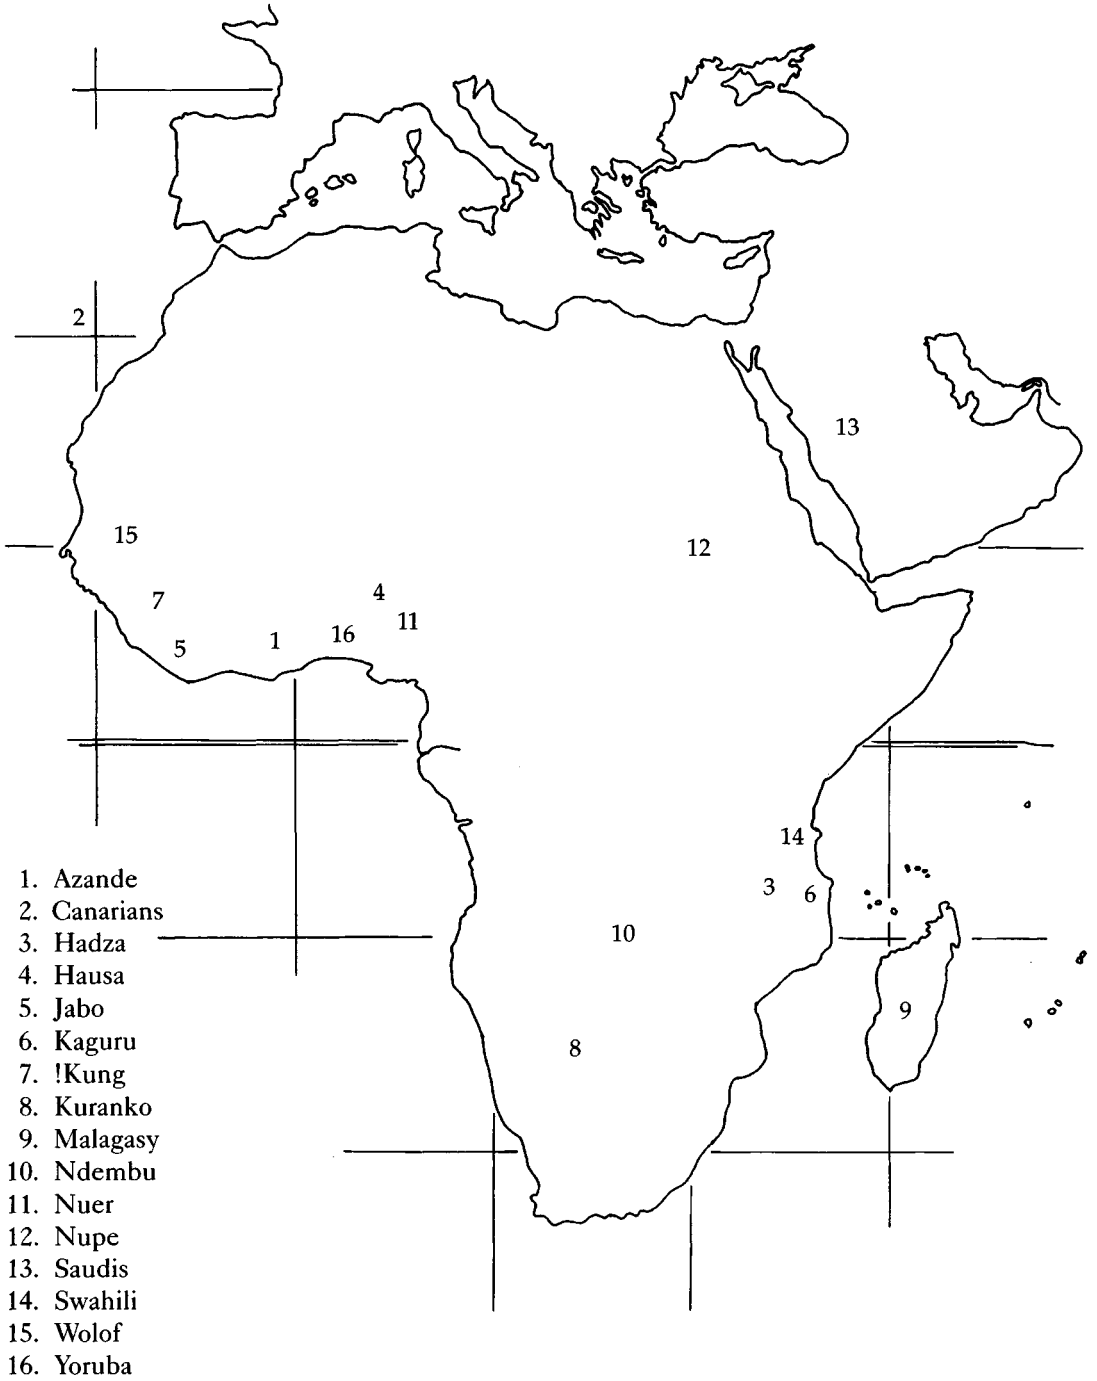 2
13
15
12
7
4
11
5
1
16
14
3
6
10
9
8
1. Azande
2. Canarians
3. Hadza
4. Hausa
5. Jabo
6. Kaguru
7. !Kung
8. Kuranko
9. Malagasy
10. Ndembu
11. Nuer
12. Nupe
13. Saudis
14. Swahili
15. Wolof
16. Yoruba